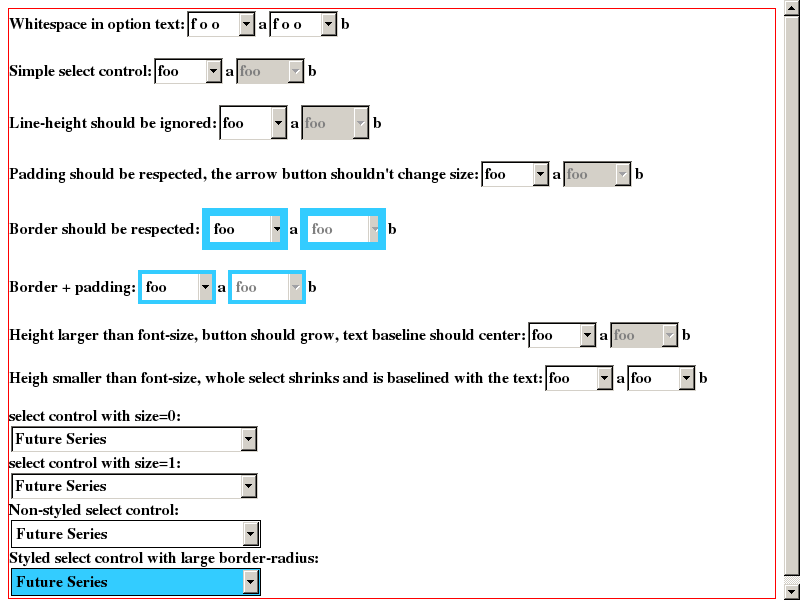 Whitespace in option text: f o o a f o o b
Simple select control: foo a foo b
Line-height should be ignored: foo a foo b
Padding should be respected, the arrow button shouldn't change size: foo a foo b
Border should be respected: foo a foo b
Border + padding: foo a foo b
Height larger than font-size, button should grow, text baseline should center: foo a foo b
Heigh smaller than font-size, whole select shrinks and is baselined with the text: foo a foo b
select control with size=0:
Future Series
select control with size=1:
Future Series
Non-styled select control:
Future Series
Styled select control with large border-radius:
Future Series